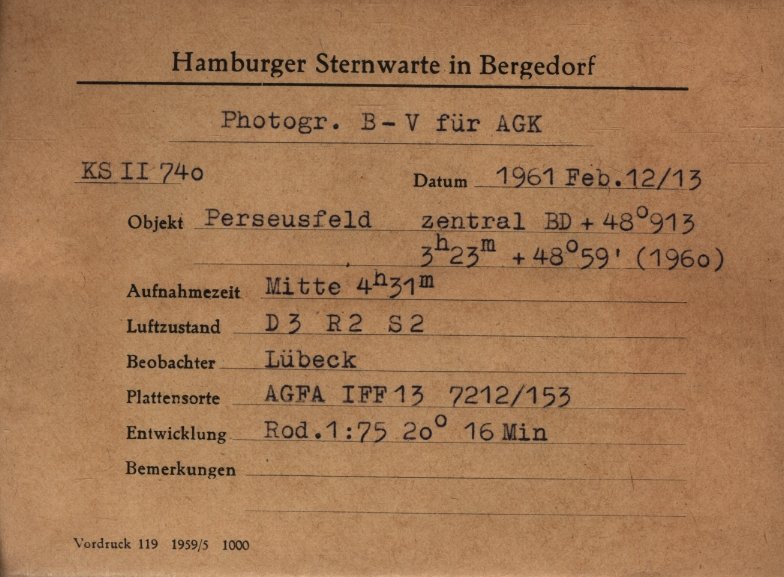 Hamburger Sternwarte in Bergedorf
Photogr. B-V für AGK
KS II 740 Datum 1961 Feb.12/13
Objekt Perseusfeld zentral BD + 48°913
3h23m +48°59' (1960)
Aufnahmezeit Mitte 4h31m
Luftzustand D 3 R 2 S 2
Beobachter Lübeck
Plattensorte AGFA IFF 13 7212/153
Entwicklung Rod.1:75 20° 16 Min
Bemerkungen
Vordruck 119 1959/5 1000